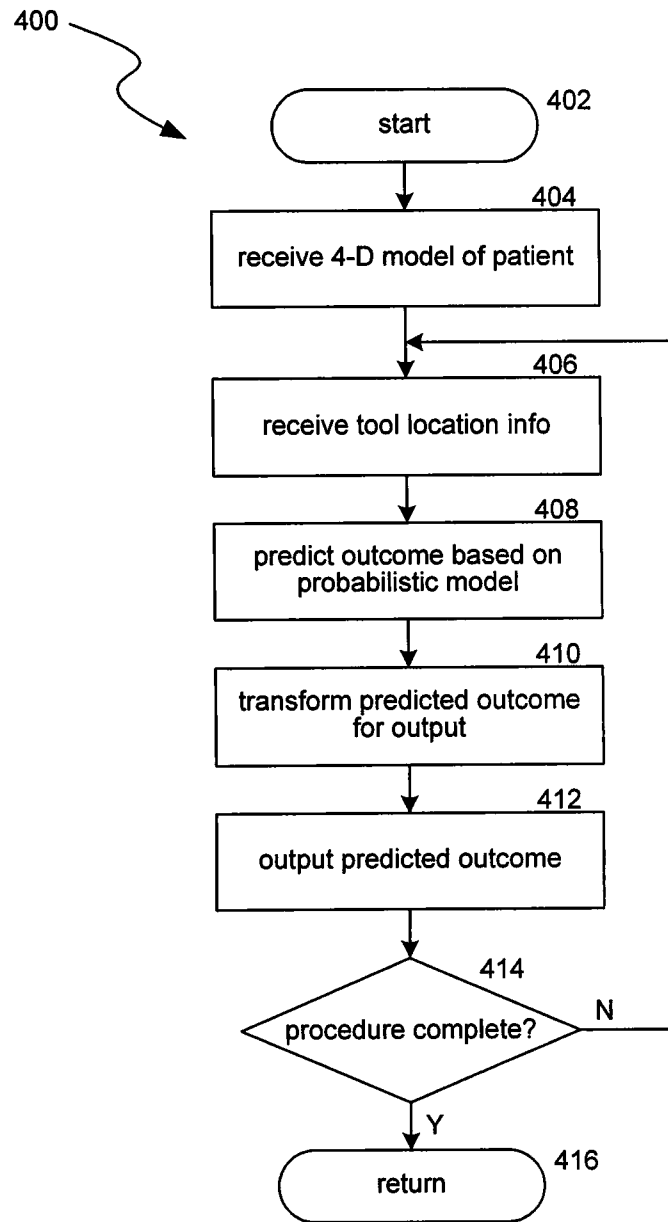 400
402
start
404
receive 4-D model of patient
406
receive tool location info
408
predict outcome based on
probabilistic model
410
transform predicted outcome
for output
412
output predicted outcome
414
procedure complete?
N
Y
416
return